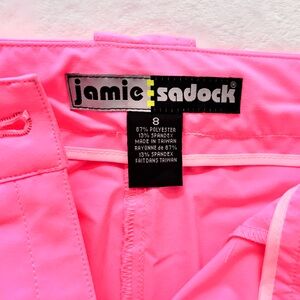 jamie sadock®
8
87% POLYESTER
13% SPANDEX
MADE IN TAIWAN
RAYONNE de 87%
13% SPANDEX
FAIT DANS TAIWAN